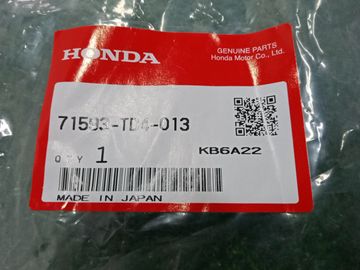 HONDA
GENUINE PARTS
Honda Motor Co., Ltd.
71593-TD4-013
KB6A22
Q'TY 1
MADE IN JAPAN